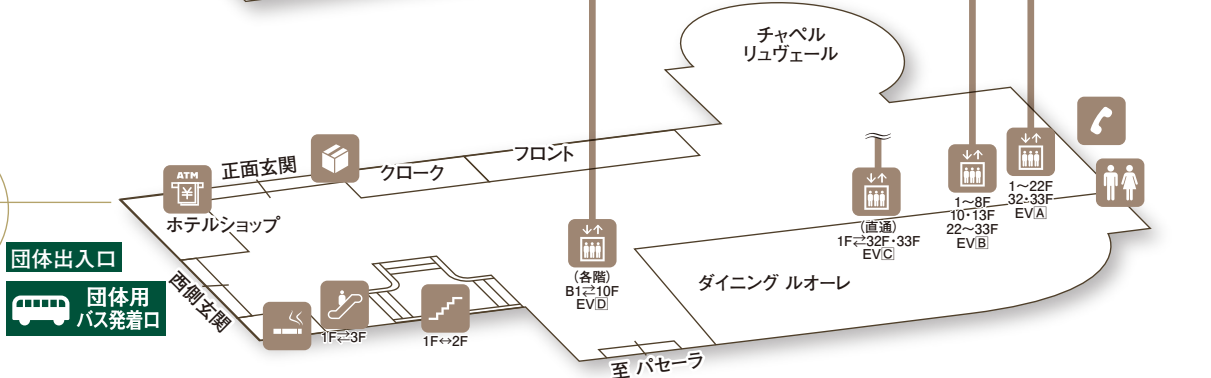 チャペル
リュヴェール
フロント
クローク
正面玄関
ATM
¥
ホテルショップ
団体出入口
団体用
バス発着口
西側玄関
1F⇄3F
1F↔2F
(各階)
B1⇄10F
EVD
(直通)
1F⇄32F・33F
EVC
1〜8F
10・13F
22〜33F
EVB
1〜22F
32・33F
EVA
ダイニング ルオーレ
至 パセーラ